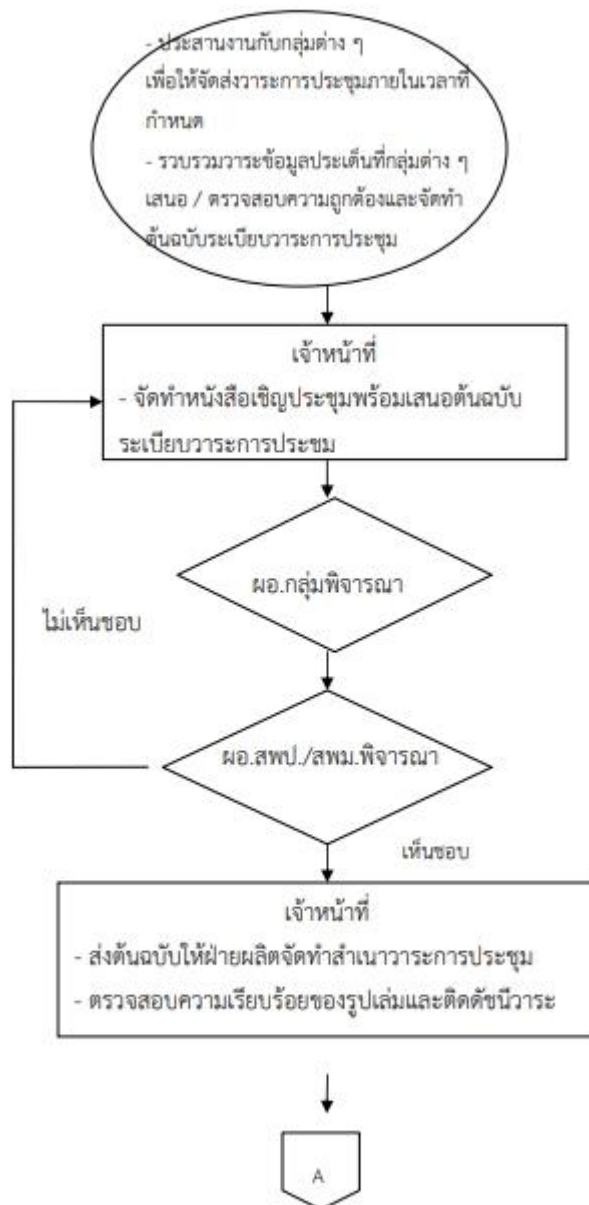 - ประสานงานกับกลุ่มต่าง ๆ
เพื่อให้จัดส่งวาระการประชุมภายในเวลาที่
กำหนด
- รวบรวมวาระข้อมูลประเด็นที่กลุ่มต่าง ๆ
เสนอ / ตรวจสอบความถูกต้องและจัดทำ
ต้นฉบับระเบียบวาระการประชุม
เจ้าหน้าที่
- จัดทำหนังสือเชิญประชุมพร้อมเสนอต้นฉบับ
ระเบียบวาระการประชม
ผอ.กลุ่มพิจารณา
ไม่เห็นชอบ
ผอ.สพป./สพม.พิจารณา
เห็นชอบ
เจ้าหน้าที่
- ส่งต้นฉบับให้ฝ่ายผลิตจัดทำสำเนาวาระการประชุม
- ตรวจสอบความเรียบร้อยของรูปเล่มและติดดัชนีวาระ
A